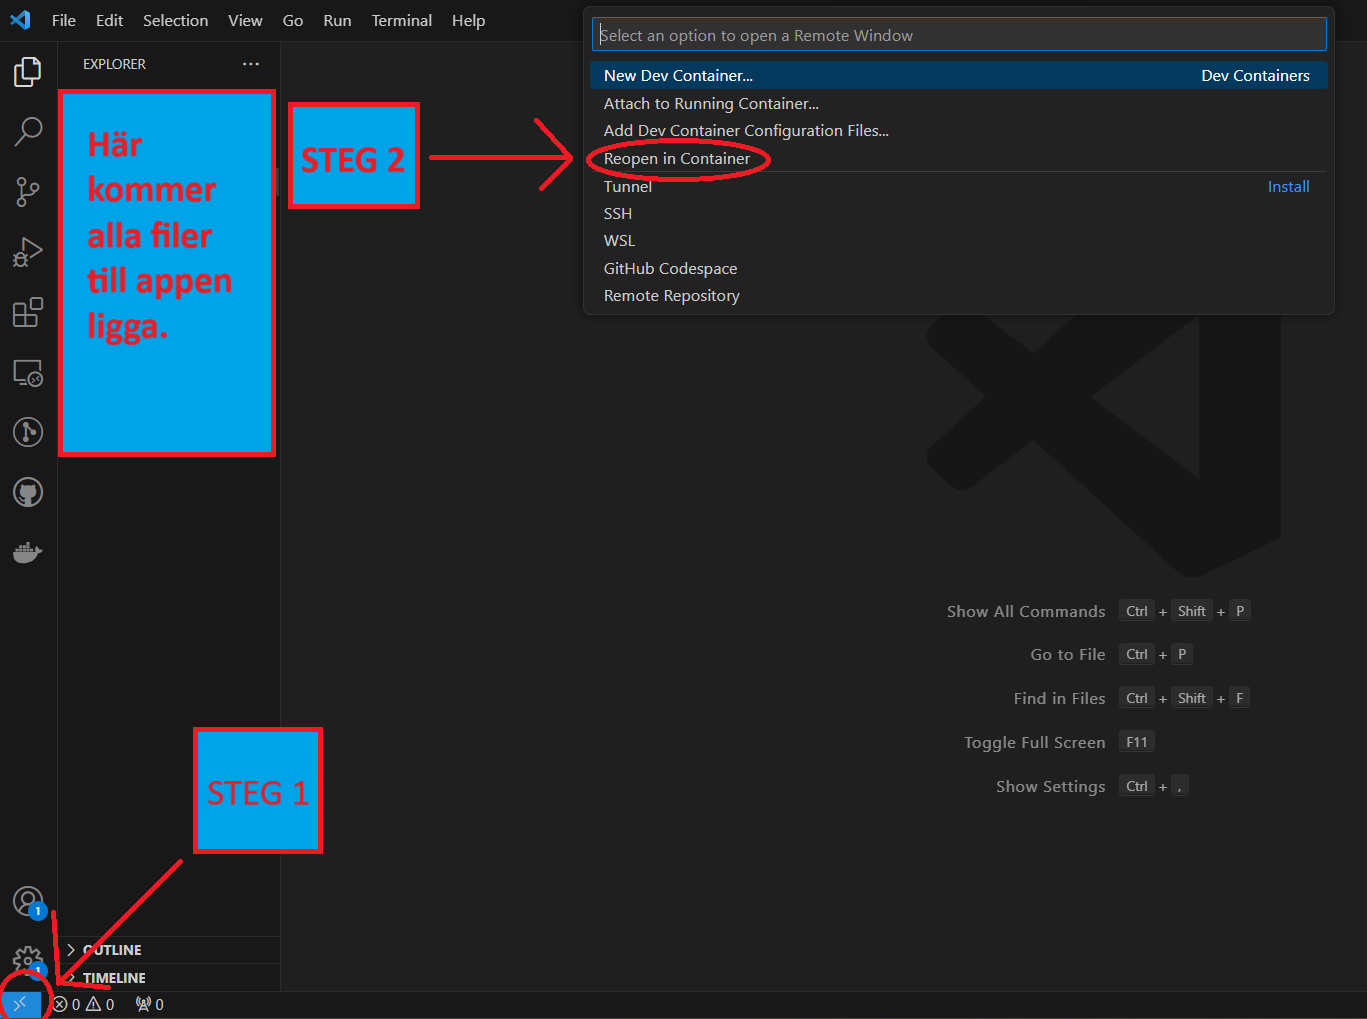 File Edit Selection View Go Run Terminal Help
Select an option to open a Remote Window
New Dev Container... Dev Containers
Attach to Running Container...
Add Dev Container Configuration Files...
Reopen in Container
Tunnel Install
SSH
WSL
GitHub Codespace
Remote Repository
EXPLORER ...
Här
kommer
alla filer
till appen
ligga.
STEG 2
Show All Commands Ctrl + Shift + P
Go to File Ctrl + P
Find in Files Ctrl + Shift + F
Toggle Full Screen F11
Show Settings Ctrl + ,
STEG 1
1
OUTLINE
1
TIMELINE
0 0 0